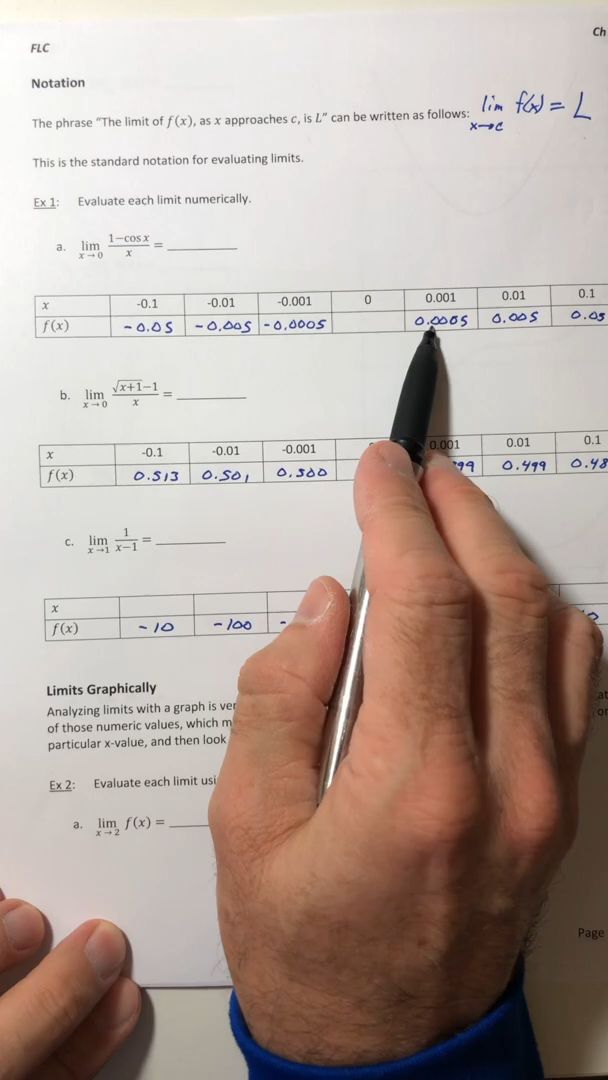 Ch
FLC
Notation
The phrase "The limit of f(x), as x approaches c, is L" can be written as follows: lim x→c f(x) = L
This is the standard notation for evaluating limits.
Ex 1: Evaluate each limit numerically.
a. lim x→0 (1−cos x)/x = ________
x -0.1 -0.01 -0.001 0 0.001 0.01 0.1
f(x) -0.05 -0.005 -0.0005 0.0005 0.005 0.05
b. lim x→0 (√(x+1)−1)/x = ________
x -0.1 -0.01 -0.001 0.001 0.01 0.1
f(x) 0.513 0.501 0.500 0.499 0.48
c. lim x→1 1/(x−1) = ________
x
f(x) -10 -100
Limits Graphically
Analyzing limits with a graph is
of those numeric values, which
particular x-value, and then look
Ex 2: Evaluate each limit
a. lim x→2 f(x) = ____
Page